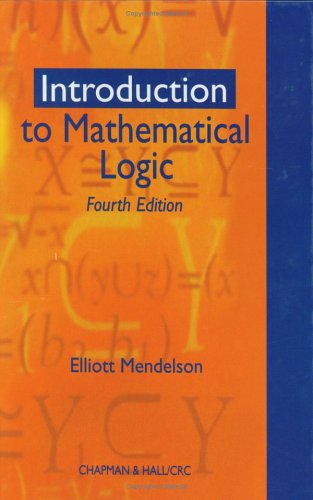 Introduction
to Mathematical
Logic
Fourth Edition
Elliott Mendelson
CHAPMAN & HALL/CRC